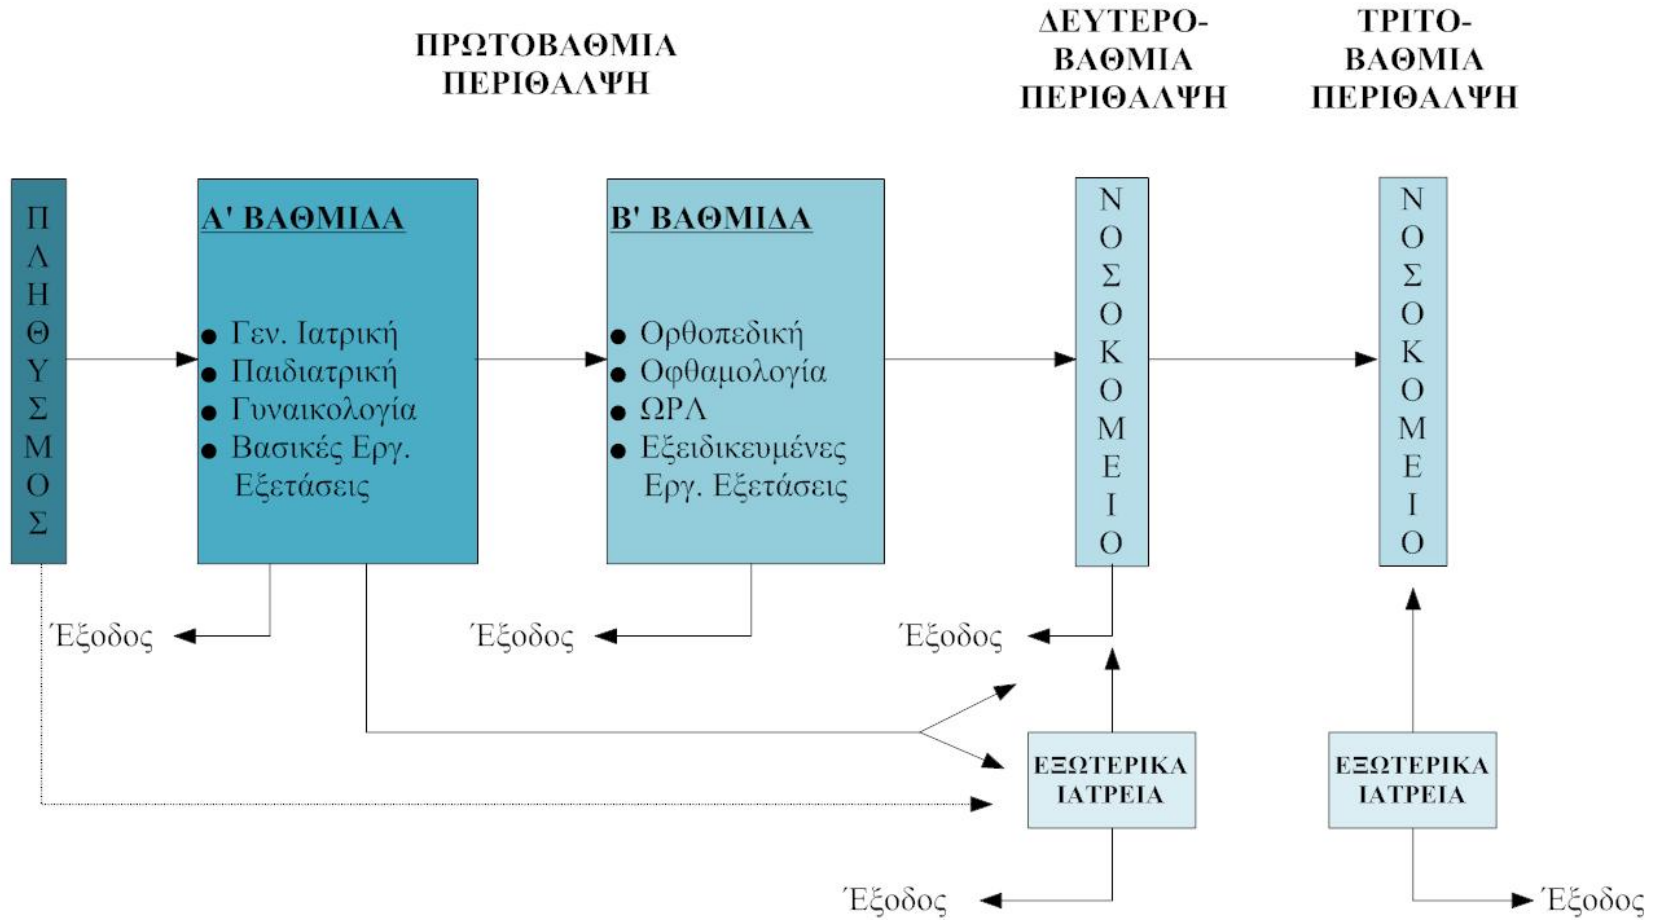 ΠΡΩΤΟΒΑΘΜΙΑ
ΠΕΡΙΘΑΛΨΗ
ΔΕΥΤΕΡΟ-
ΒΑΘΜΙΑ
ΠΕΡΙΘΑΛΨΗ
ΤΡΙΤΟ-
ΒΑΘΜΙΑ
ΠΕΡΙΘΑΛΨΗ
ΠΛΗΘΥΣΜΟΣ
Α' ΒΑΘΜΙΔΑ
● Γεν. Ιατρική
● Παιδιατρική
● Γυναικολογία
● Βασικές Εργ.
Εξετάσεις
Β' ΒΑΘΜΙΔΑ
● Ορθοπεδική
● Οφθαμολογία
● ΩΡΛ
● Εξειδικευμένες
Εργ. Εξετάσεις
ΝΟΣΟΚΟΜΕΙΟ
ΝΟΣΟΚΟΜΕΙΟ
Έξοδος
Έξοδος
Έξοδος
ΕΞΩΤΕΡΙΚΑ
ΙΑΤΡΕΙΑ
ΕΞΩΤΕΡΙΚΑ
ΙΑΤΡΕΙΑ
Έξοδος
Έξοδος